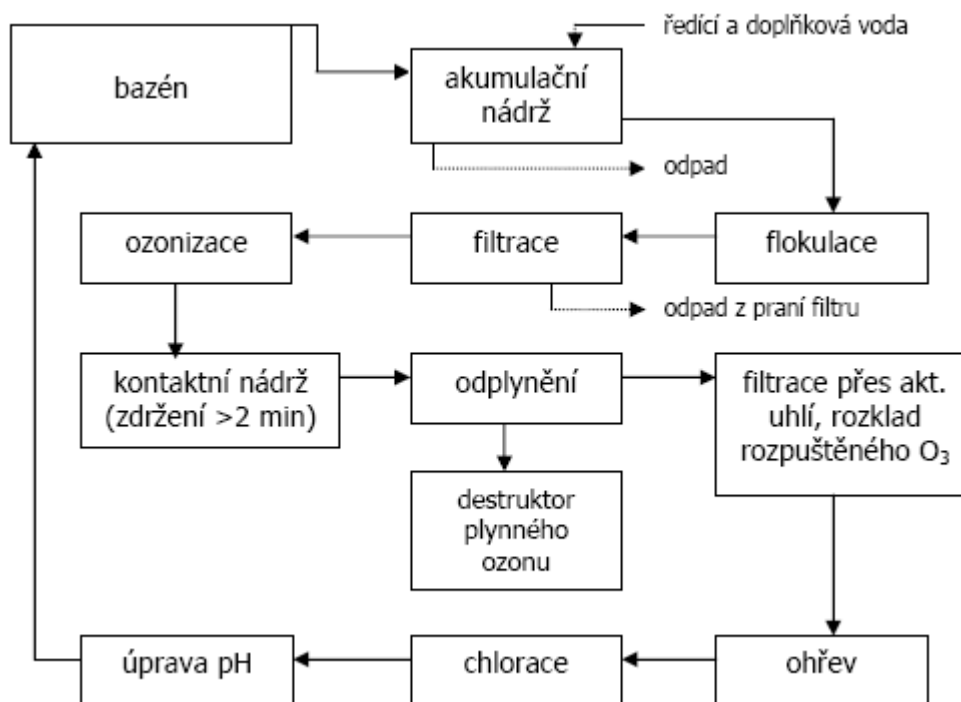 ředící a doplňková voda
bazén
akumulační
nádrž
odpad
ozonizace
filtrace
flokulace
odpad z praní filtru
kontaktní nádrž
(zdržení >2 min)
odplynění
filtrace přes akt.
uhlí, rozklad
rozpuštěného O₃
destruktor
plynného
ozonu
úprava pH
chlorace
ohřev